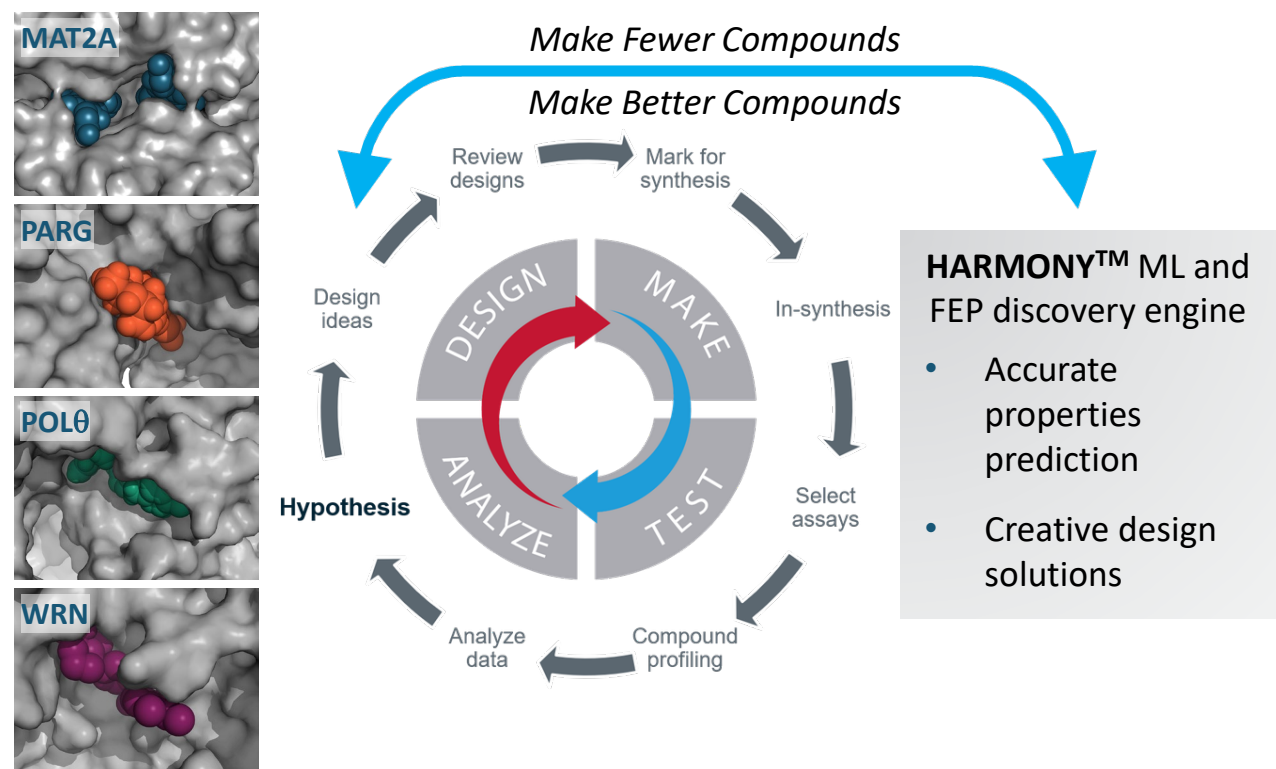 MAT2A
PARG
POLθ
WRN
Make Fewer Compounds
Make Better Compounds
Review
designs
Mark for
synthesis
Design
ideas
In-synthesis
Hypothesis
Select
assays
Analyze
data
Compound
profiling
DESIGN
MAKE
TEST
ANALYZE
HARMONY™ ML and
FEP discovery engine
• Accurate
properties
prediction
• Creative design
solutions